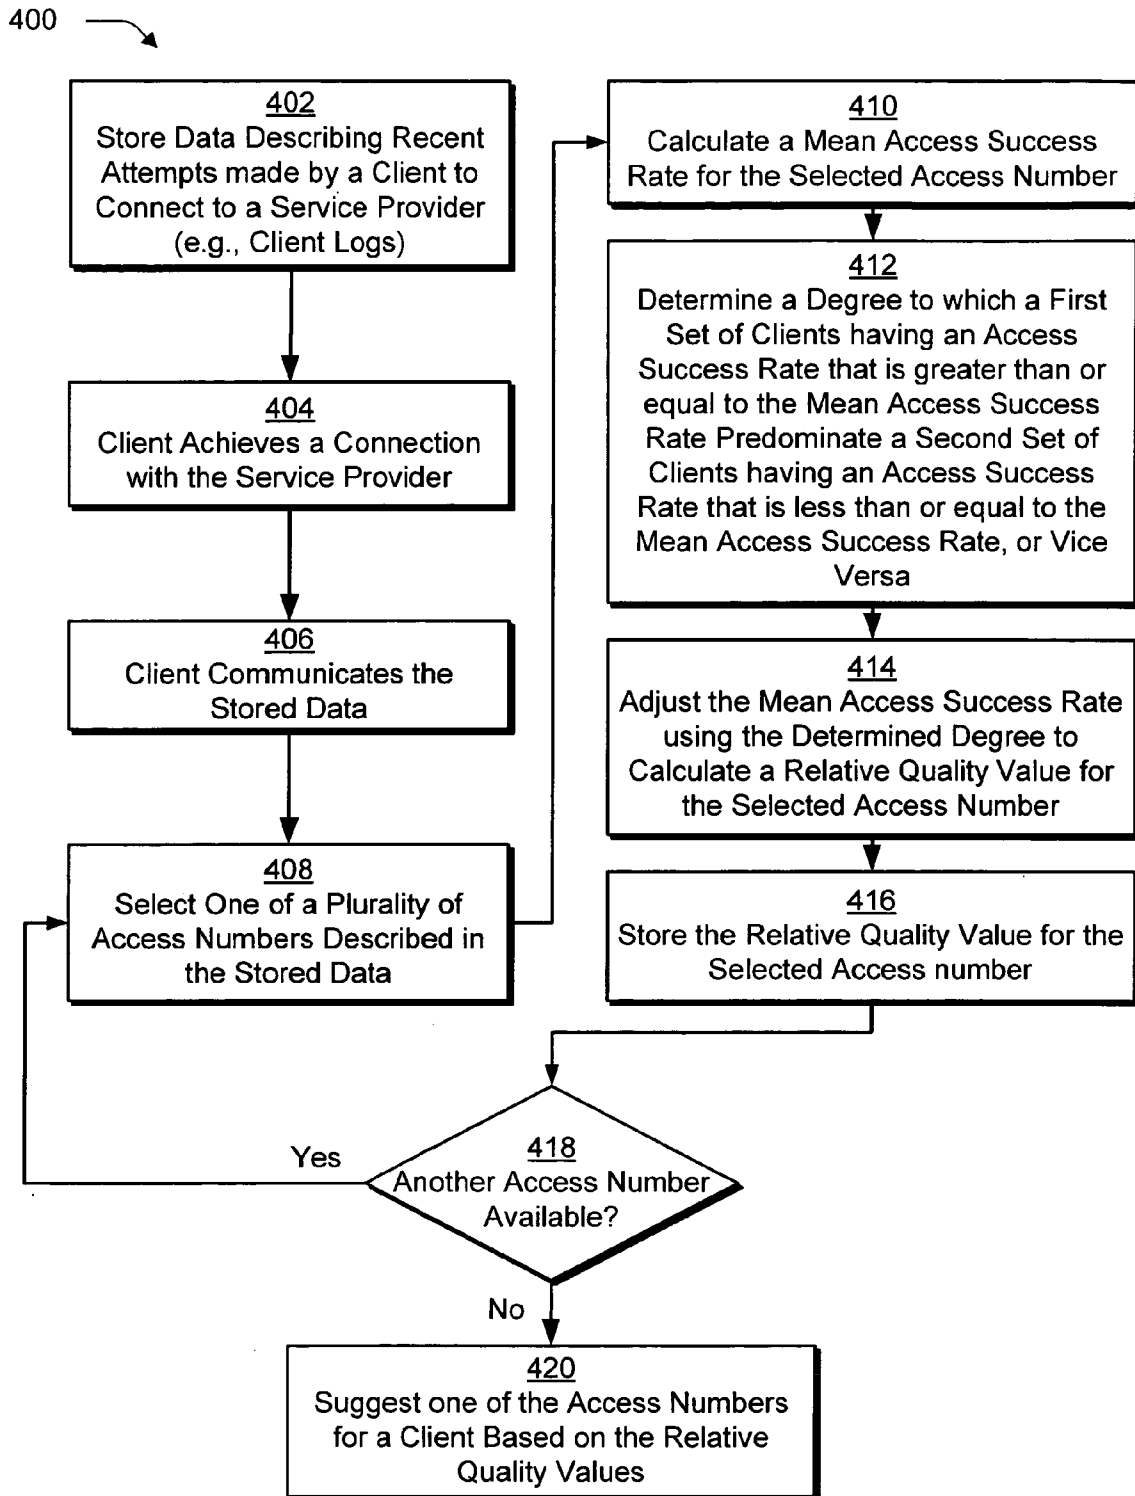 400
402
Store Data Describing Recent
Attempts made by a Client to
Connect to a Service Provider
(e.g., Client Logs)
404
Client Achieves a Connection
with the Service Provider
406
Client Communicates the
Stored Data
408
Select One of a Plurality of
Access Numbers Described in
the Stored Data
410
Calculate a Mean Access Success
Rate for the Selected Access Number
412
Determine a Degree to which a First
Set of Clients having an Access
Success Rate that is greater than or
equal to the Mean Access Success
Rate Predominate a Second Set of
Clients having an Access Success
Rate that is less than or equal to the
Mean Access Success Rate, or Vice
Versa
414
Adjust the Mean Access Success Rate
using the Determined Degree to
Calculate a Relative Quality Value for
the Selected Access Number
416
Store the Relative Quality Value for the
Selected Access number
418
Another Access Number
Available?
Yes
No
420
Suggest one of the Access Numbers
for a Client Based on the Relative
Quality Values